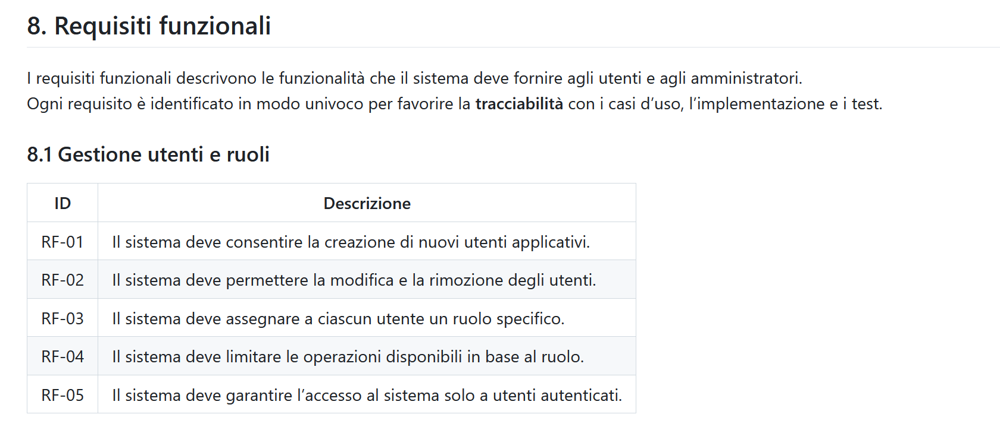 8. Requisiti funzionali
I requisiti funzionali descrivono le funzionalità che il sistema deve fornire agli utenti e agli amministratori.
Ogni requisito è identificato in modo univoco per favorire la tracciabilità con i casi d’uso, l’implementazione e i test.
8.1 Gestione utenti e ruoli
ID Descrizione
RF-01 Il sistema deve consentire la creazione di nuovi utenti applicativi.
RF-02 Il sistema deve permettere la modifica e la rimozione degli utenti.
RF-03 Il sistema deve assegnare a ciascun utente un ruolo specifico.
RF-04 Il sistema deve limitare le operazioni disponibili in base al ruolo.
RF-05 Il sistema deve garantire l’accesso al sistema solo a utenti autenticati.